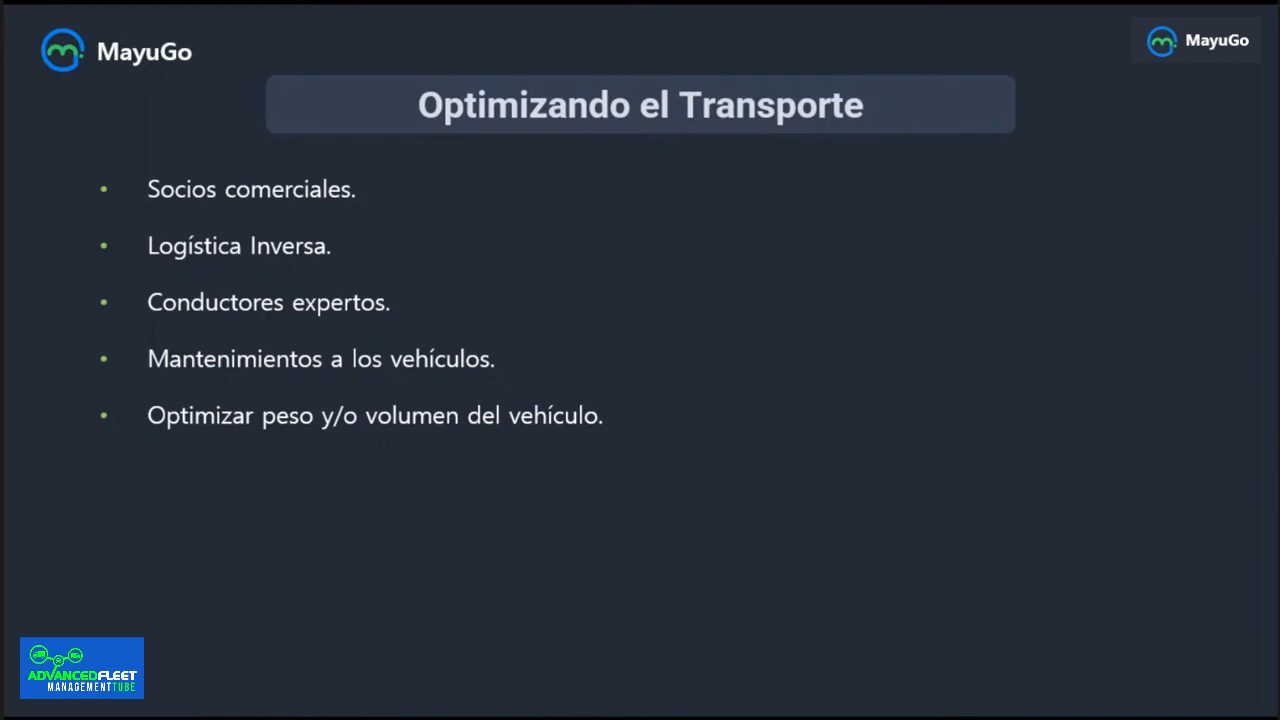 MayuGo
MayuGo
Optimizando el Transporte
• Socios comerciales.
• Logística Inversa.
• Conductores expertos.
• Mantenimientos a los vehículos.
• Optimizar peso y/o volumen del vehículo.
ADVANCEDFLEET
MANAGEMENTTUBE